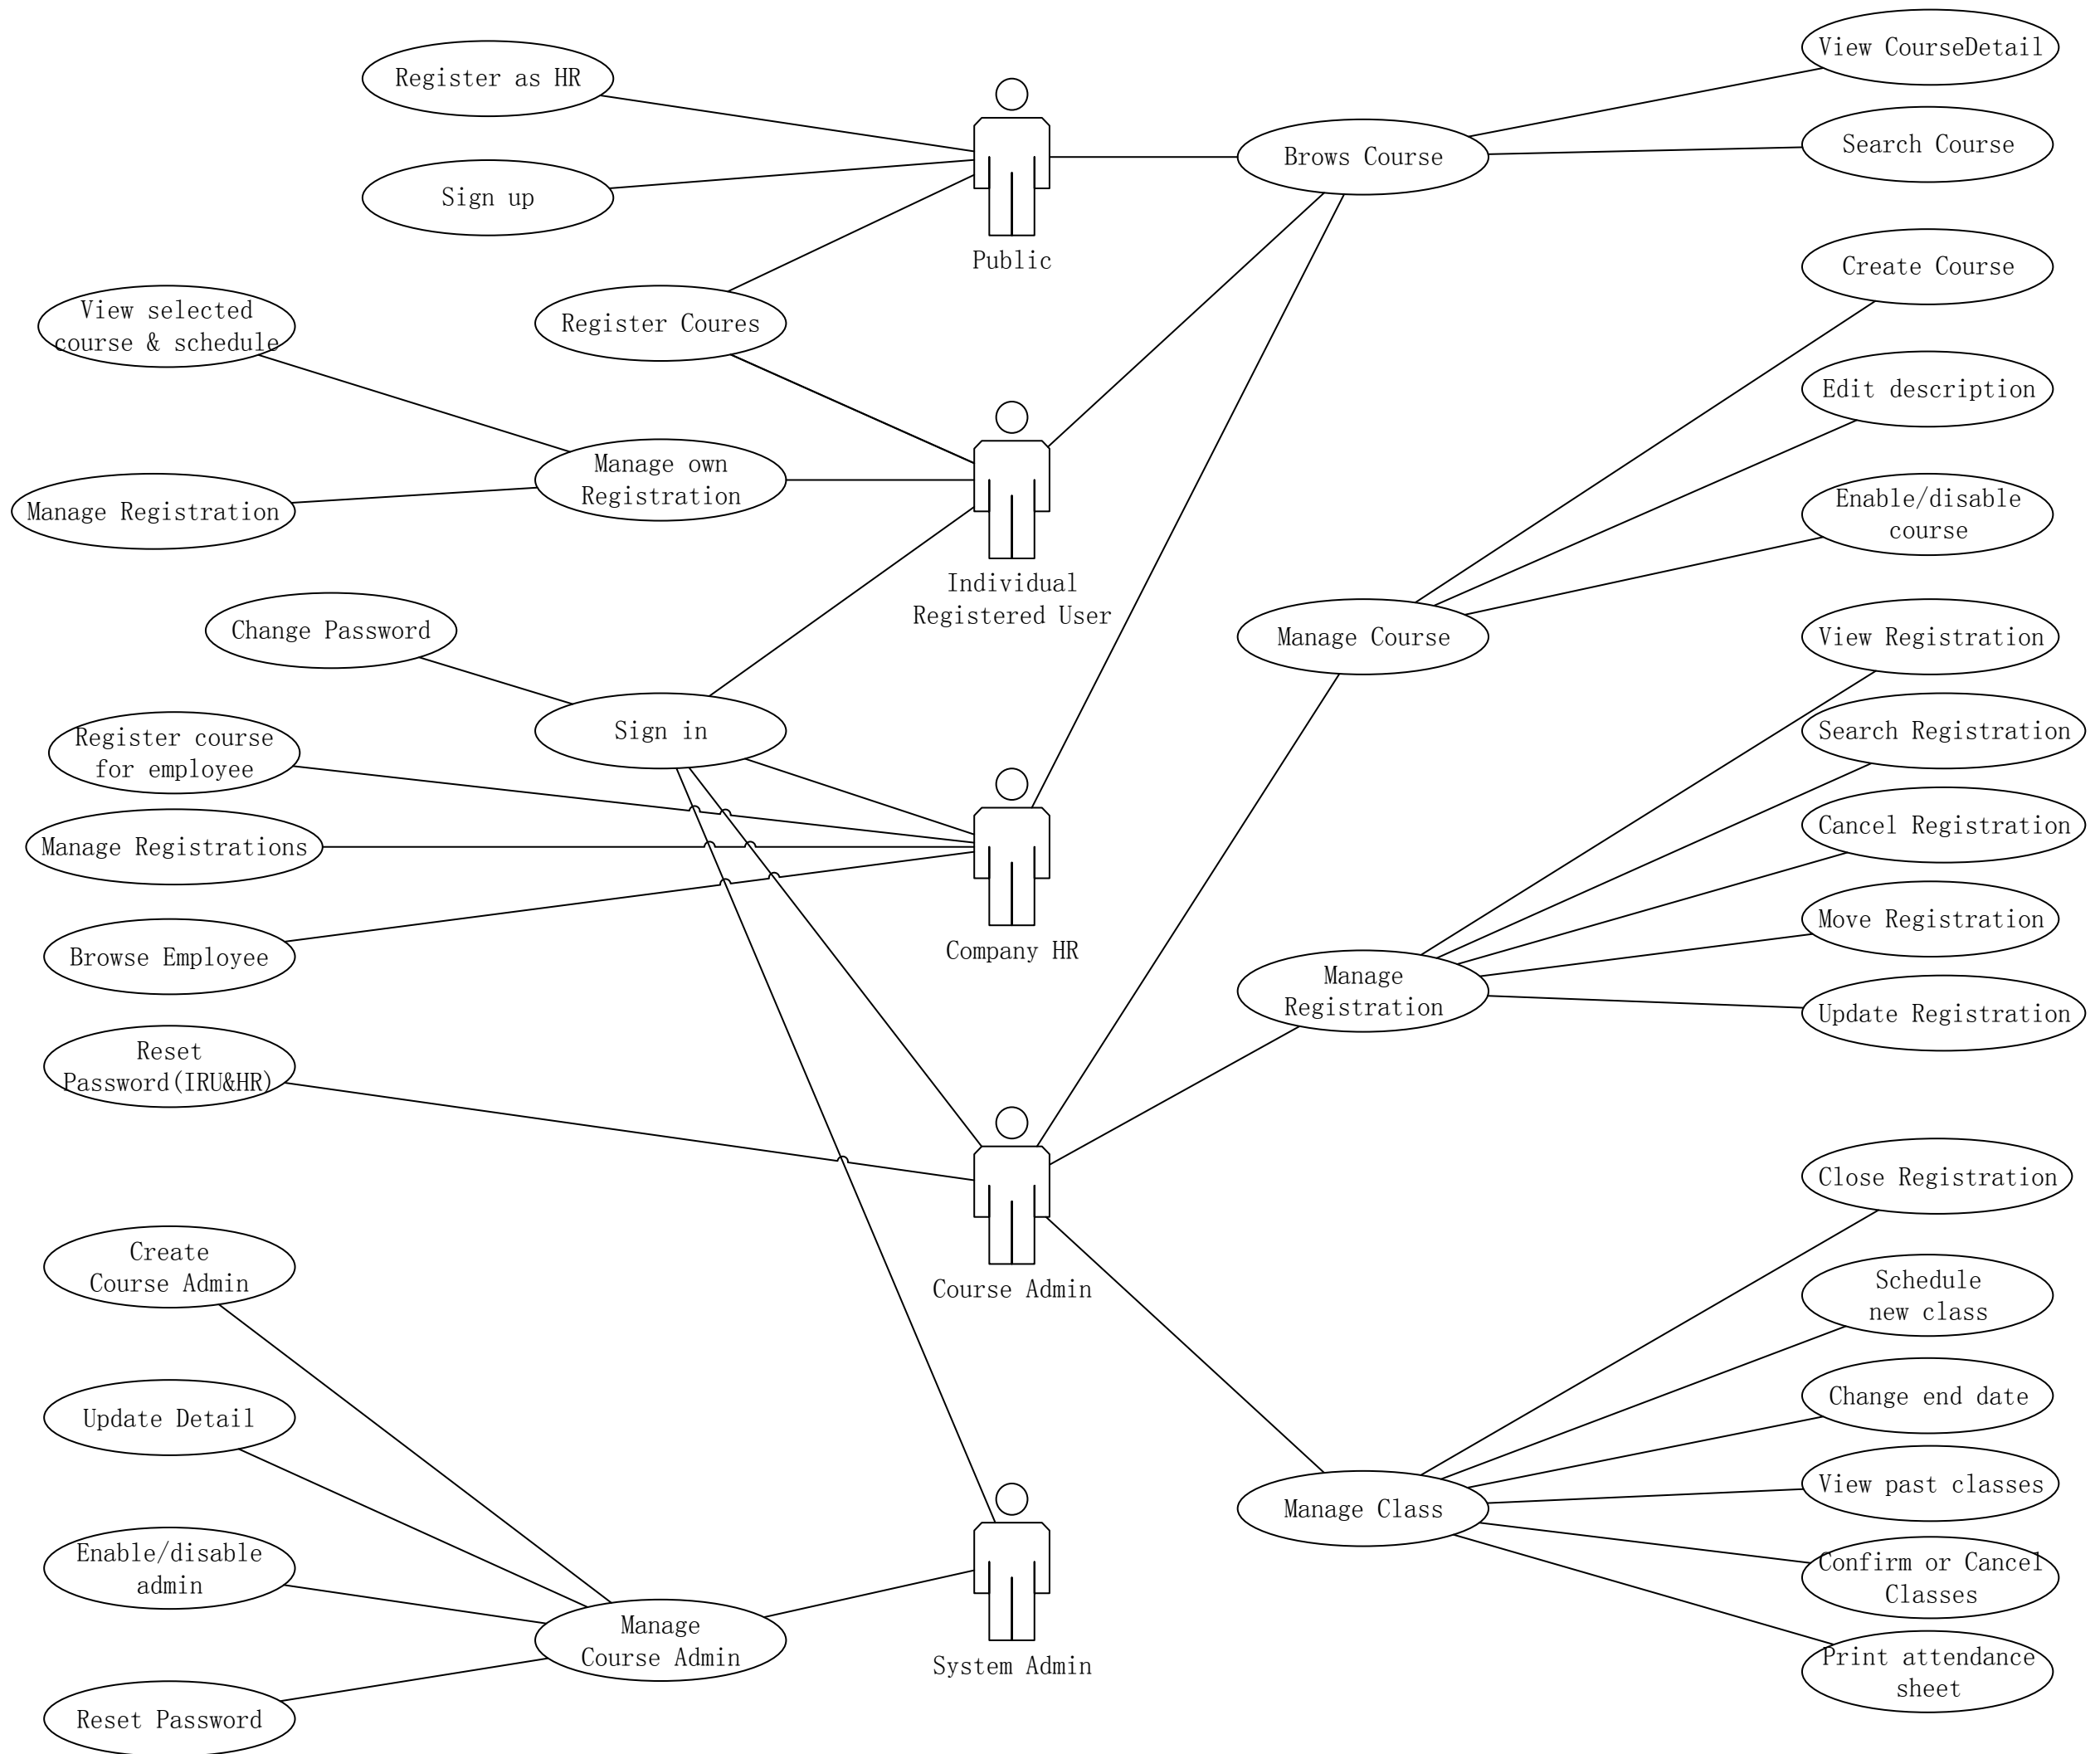 View CourseDetail
Register as HR
Search Course
Brows Course
Sign up
Public
Create Course
View selected
course & schedule
Register Coures
Edit description
Manage own
Registration
Manage Registration
Enable/disable
course
Individual
Registered User
Change Password
Manage Course
View Registration
Register course
for employee
Sign in
Search Registration
Manage Registrations
Cancel Registration
Browse Employee
Company HR
Move Registration
Manage
Registration
Update Registration
Reset
Password(IRU&HR)
Close Registration
Create
Course Admin
Course Admin
Schedule
new class
Update Detail
Change end date
View past classes
Manage Class
Enable/disable
admin
Confirm or Cancel
Classes
Manage
Course Admin
System Admin
Print attendance
sheet
Reset Password